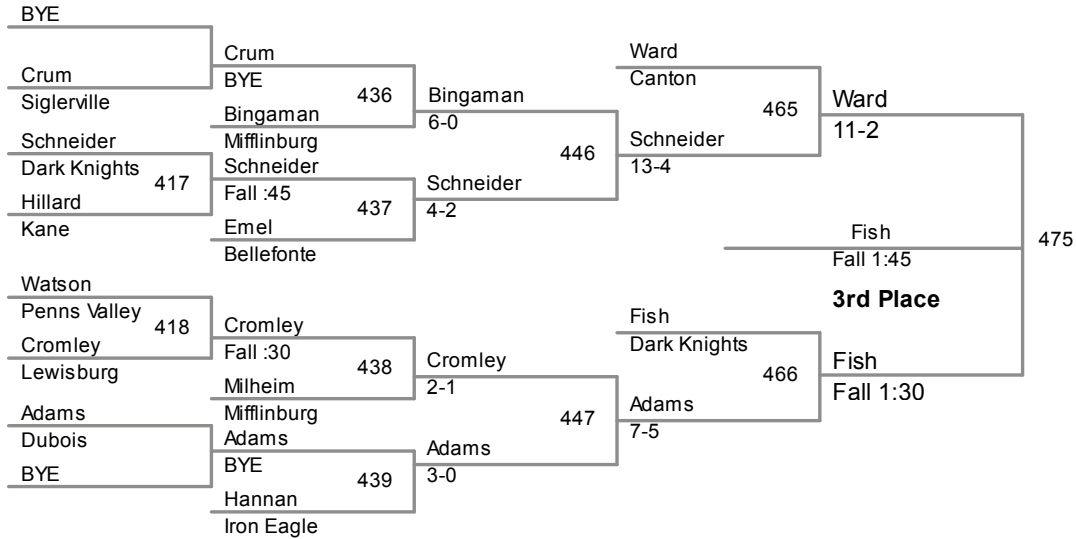 BYE
Crum
Siglerville
Schneider
Dark Knights
417
Hillard
Kane
Watson
Penns Valley
418
Cromley
Lewisburg
Adams
Dubois
BYE
Crum
BYE
436
Bingaman
Mifflinburg
Schneider
Fall :45
437
Emel
Bellefonte
Cromley
Fall :30
438
Milheim
Mifflinburg
Adams
BYE
439
Hannan
Iron Eagle
Bingaman
6-0
446
Schneider
4-2
Cromley
2-1
447
Adams
3-0
Ward
Canton
465
Schneider
13-4
Fish
Dark Knights
466
Adams
7-5
Ward
11-2
Fish
Fall 1:45
475
3rd Place
Fish
Fall 1:30